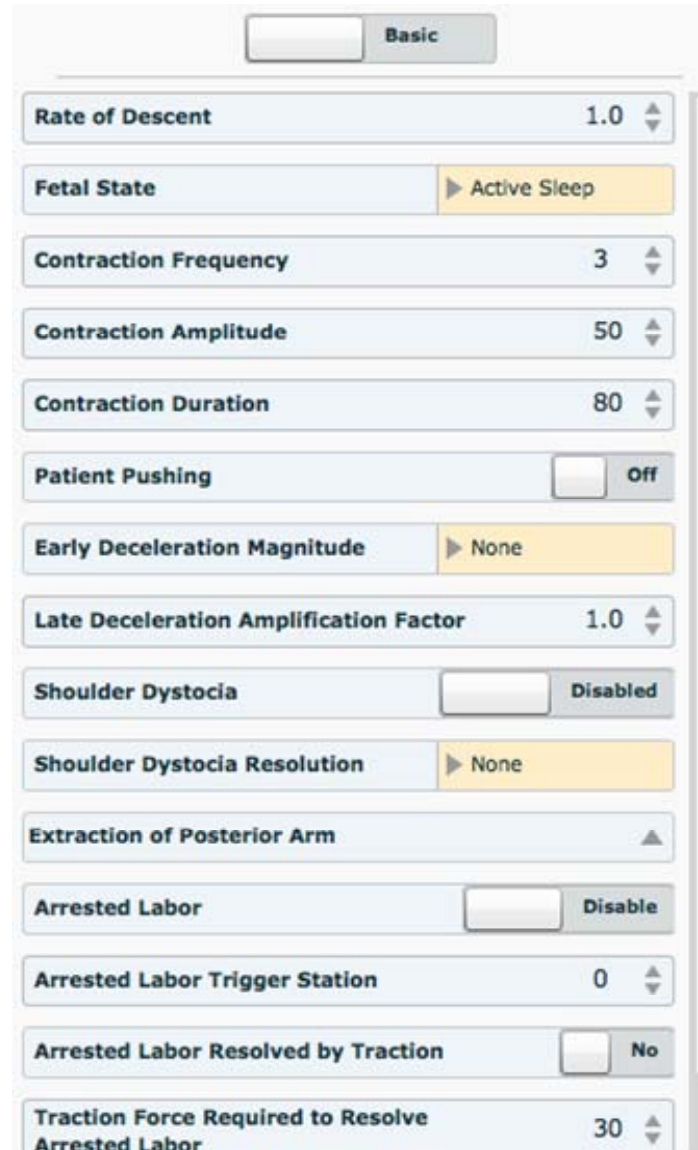 Basic
Rate of Descent 1.0
Fetal State Active Sleep
Contraction Frequency 3
Contraction Amplitude 50
Contraction Duration 80
Patient Pushing Off
Early Deceleration Magnitude None
Late Deceleration Amplification Factor 1.0
Shoulder Dystocia Disabled
Shoulder Dystocia Resolution None
Extraction of Posterior Arm
Arrested Labor Disable
Arrested Labor Trigger Station 0
Arrested Labor Resolved by Traction No
Traction Force Required to Resolve 30
Arrested Labor